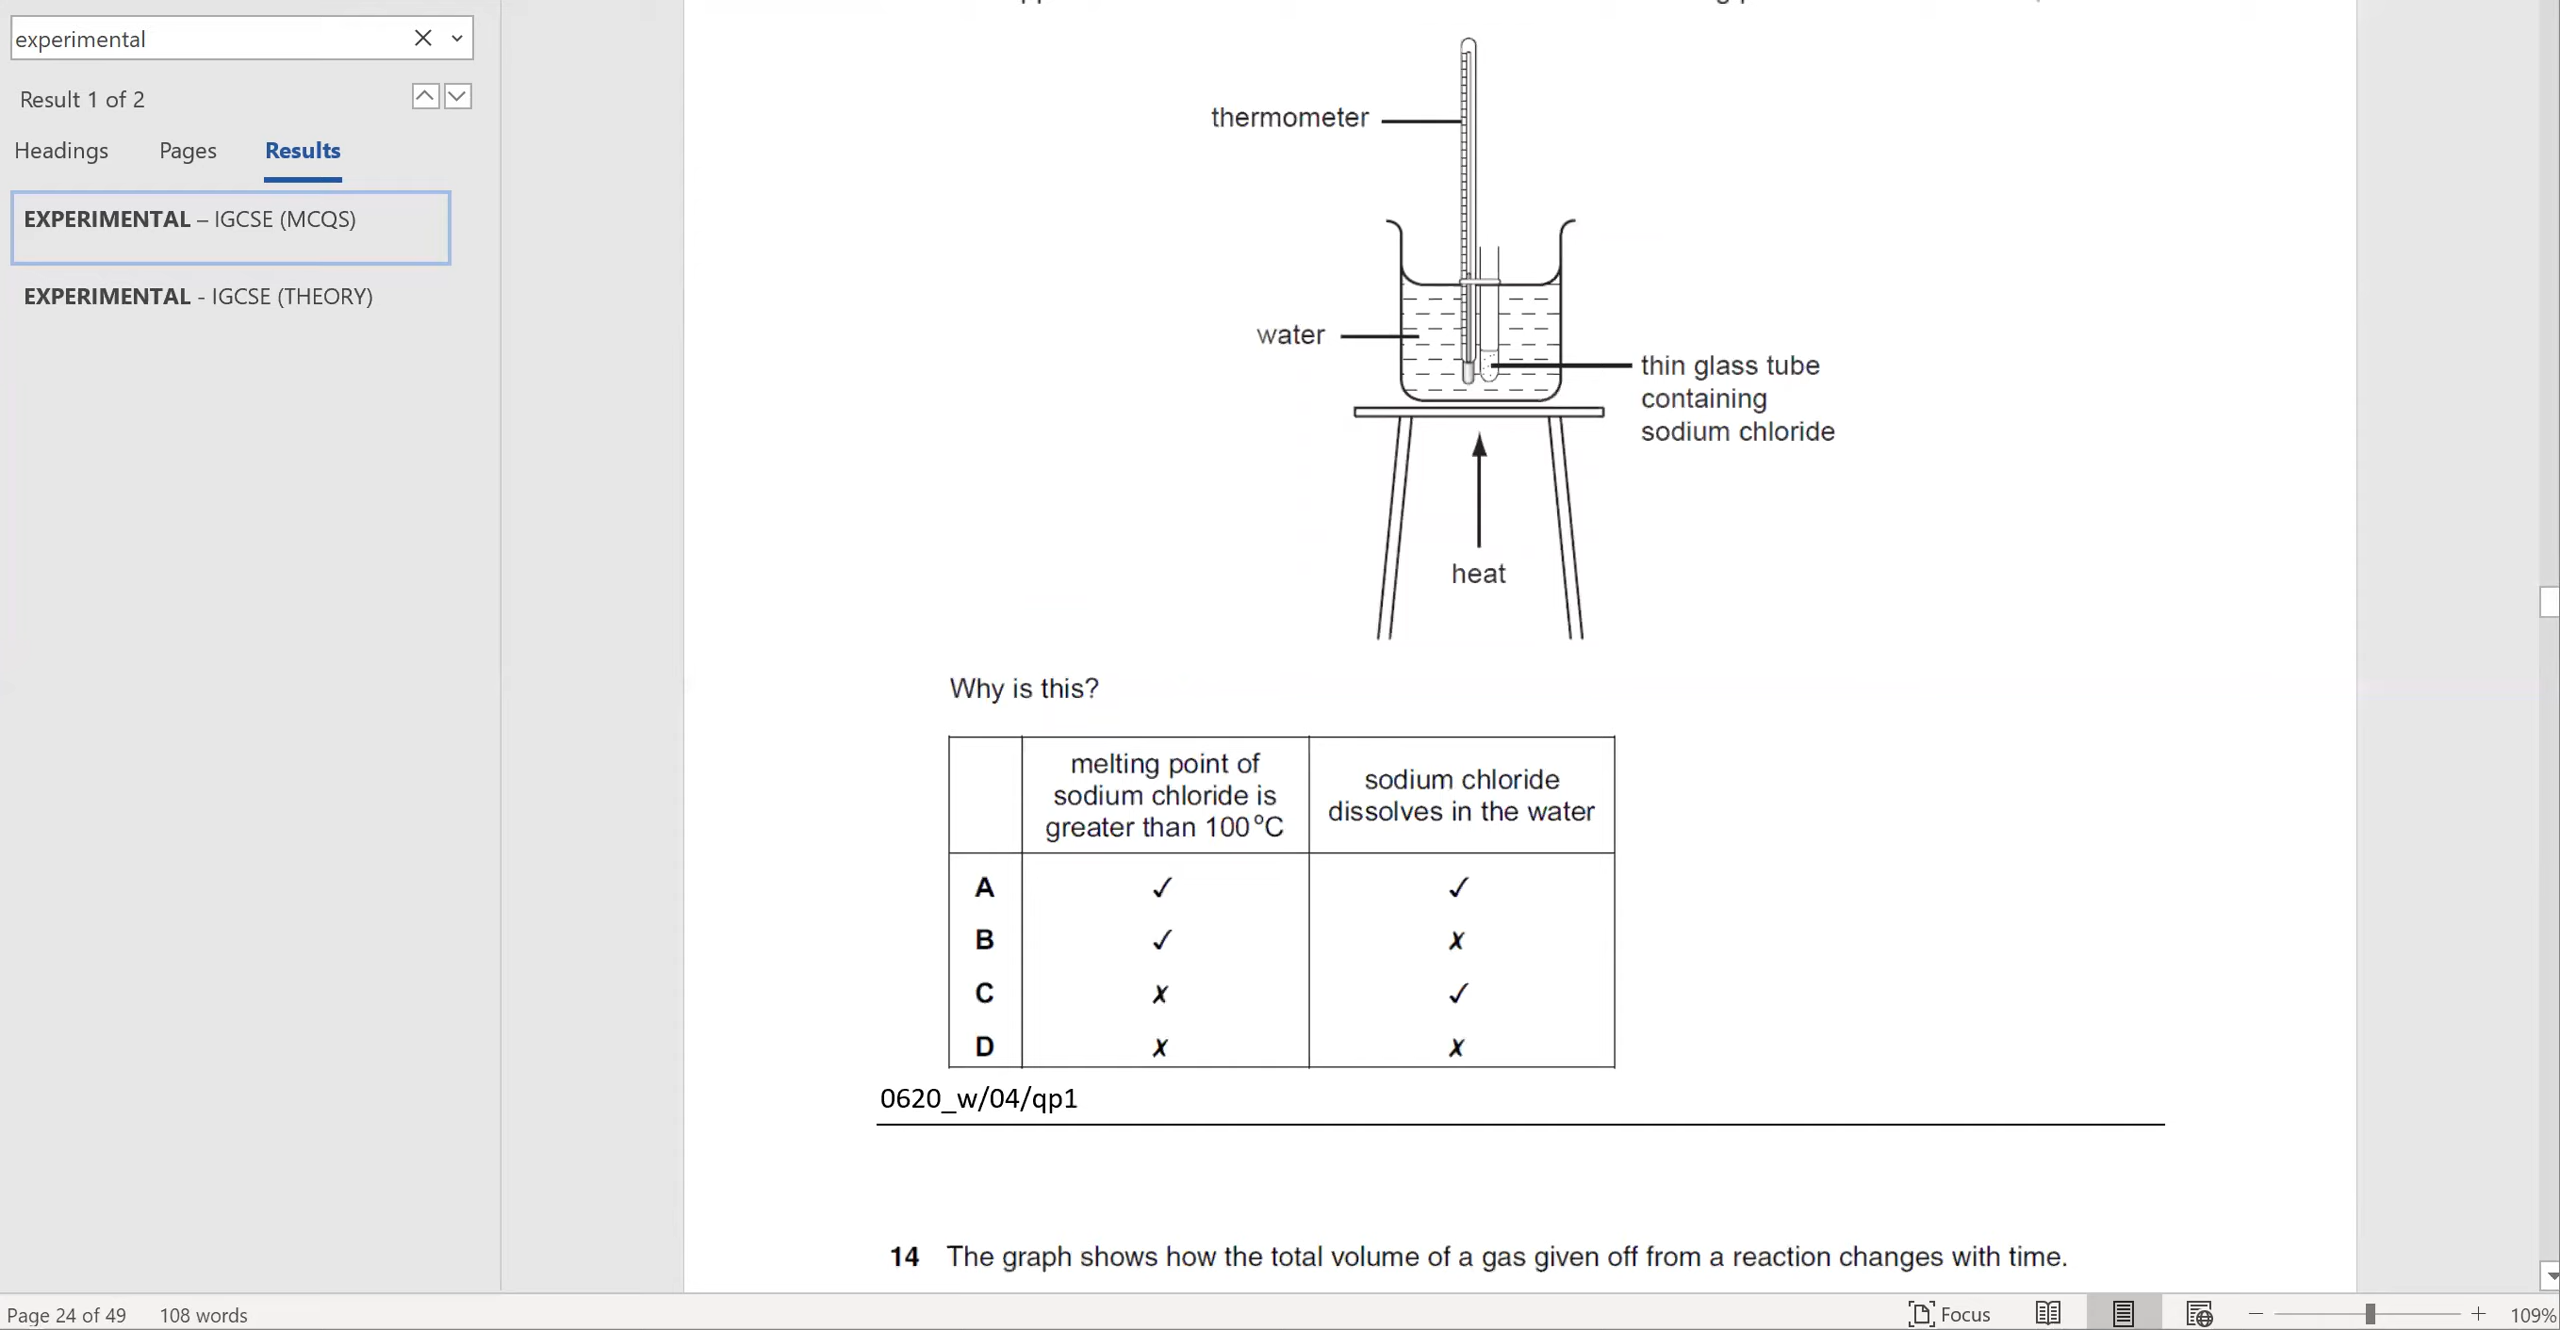 experimental
Result 1 of 2
Headings Pages Results
EXPERIMENTAL – IGCSE (MCQS)
EXPERIMENTAL - IGCSE (THEORY)
thermometer
water
thin glass tube
containing
sodium chloride
heat
Why is this?
melting point of
sodium chloride is
greater than 100°C
sodium chloride
dissolves in the water
A ✓ ✓
B ✓ ✗
C ✗ ✓
D ✗ ✗
0620_w/04/qp1
14 The graph shows how the total volume of a gas given off from a reaction changes with time.
Page 24 of 49 108 words Focus 109%